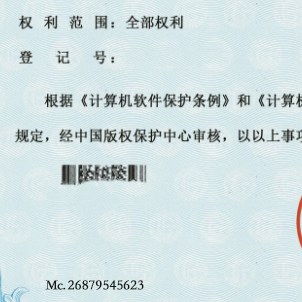 权利范围：全部权利
登记号：
根据《计算机软件保护条例》和《计算机
规定，经中国版权保护中心审核，以以上事项
Mc.26879545623